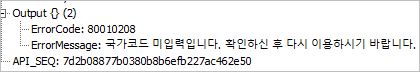 Output {} (2)
ErrorCode: 80010208
ErrorMessage: 국가코드 미입력입니다. 확인하신 후 다시 이용하시기 바랍니다.
API_SEQ: 7d2b08877b0380b8b6efb227ac462e50